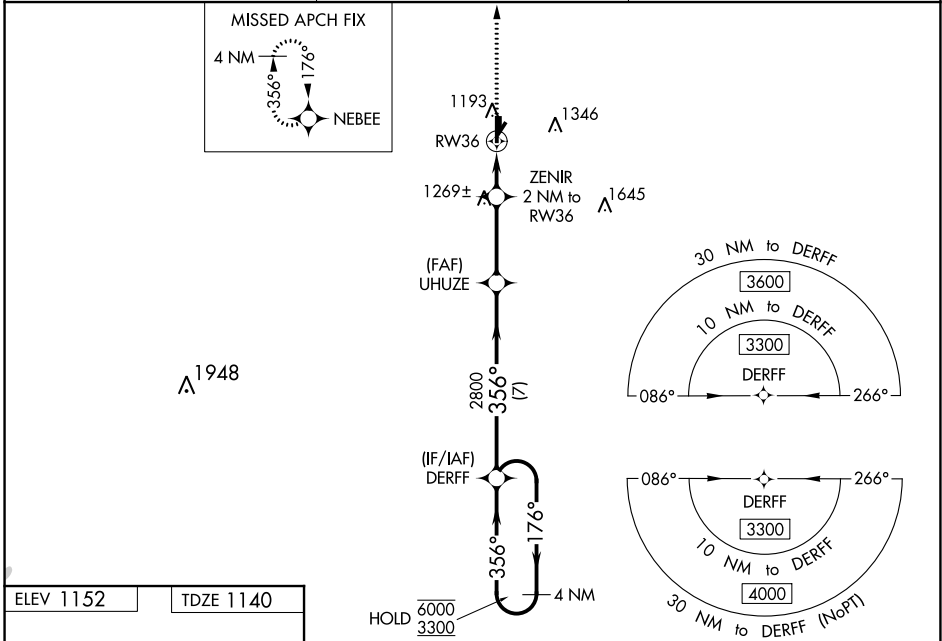 MISSED APCH FIX
4 NM
356°
176°
NEBEE
1193
1346
RW36
1269±
ZENIR
2 NM to
RW36
1645
(FAF)
UHUZE
1948
2800
356°
(7)
(IF/IAF)
DERFF
356°
176°
4 NM
HOLD
6000
3300
30 NM to DERFF
3600
10 NM to DERFF
3300
DERFF
086°
266°
086°
266°
DERFF
3300
10 NM to DERFF
4000
30 NM to DERFF (NoPT)
ELEV 1152
TDZE 1140